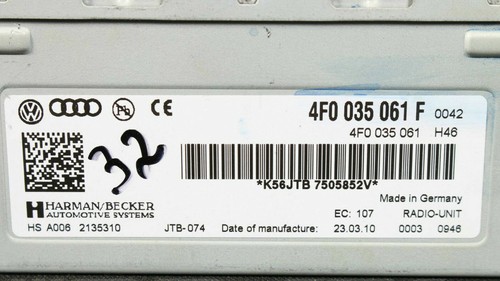 4F0 035 061 F 0042
4F0 035 061 H46
32
*K56JTB 7505852V*
Made in Germany
HARMAN/BECKER
AUTOMOTIVE SYSTEMS
EC: 107 RADIO-UNIT
HS A006 2135310 JTB-074 Date of manufacture: 23.03.10 0003 0946